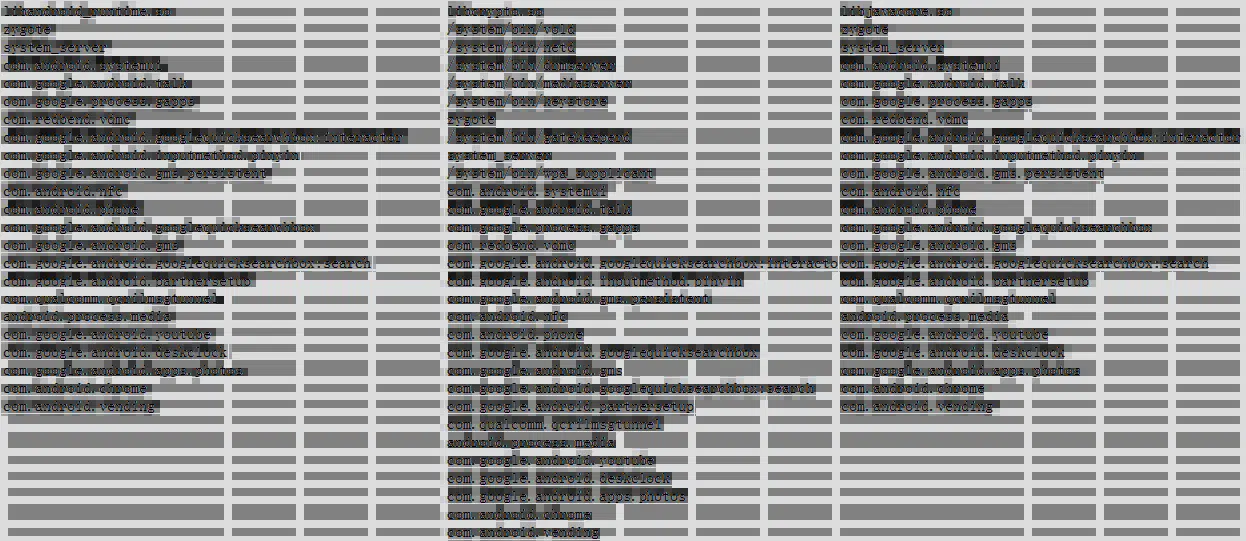 libandroid_runtime.so
zygote
system_server
com.android.systemui
com.google.android.talk
com.google.process.gapps
com.redbend.vdmc
com.google.android.googlequicksearchbox:interactor
com.google.android.inputmethod.pinyin
com.google.android.gms.persistent
com.android.nfc
com.android.phone
com.google.android.googlequicksearchbox
com.google.android.gms
com.google.android.googlequicksearchbox:search
com.google.android.partnersetup
com.qualcomm.qcrilmsgtunnel
android.process.media
com.google.android.youtube
com.google.android.deskclock
com.google.android.apps.photos
com.android.chrome
com.android.vending
libcrypto.so
/system/bin/vold
/system/bin/netd
/system/bin/drmserver
/system/bin/mediaserver
/system/bin/keystore
zygote
/system/bin/gatekeeperd
system_server
/system/bin/wpa_supplicant
com.android.systemui
com.google.android.talk
com.google.process.gapps
com.redbend.vdmc
com.google.android.googlequicksearchbox:interacto
com.google.android.inputmethod.pinyin
com.google.android.gms.persistent
com.android.nfc
com.android.phone
com.google.android.googlequicksearchbox
com.google.android.gms
com.google.android.googlequicksearchbox:search
com.google.android.partnersetup
com.qualcomm.qcrilmsgtunnel
android.process.media
com.google.android.youtube
com.google.android.deskclock
com.google.android.apps.photos
com.android.chrome
com.android.vending
libjavacore.so
zygote
system_server
com.android.systemui
com.google.android.talk
com.google.process.gapps
com.redbend.vdmc
com.google.android.googlequicksearchbox:interactor
com.google.android.inputmethod.pinyin
com.google.android.gms.persistent
com.android.nfc
com.android.phone
com.google.android.googlequicksearchbox
com.google.android.gms
com.google.android.googlequicksearchbox:search
com.google.android.partnersetup
com.qualcomm.qcrilmsgtunnel
android.process.media
com.google.android.youtube
com.google.android.deskclock
com.google.android.apps.photos
com.android.chrome
com.android.vending